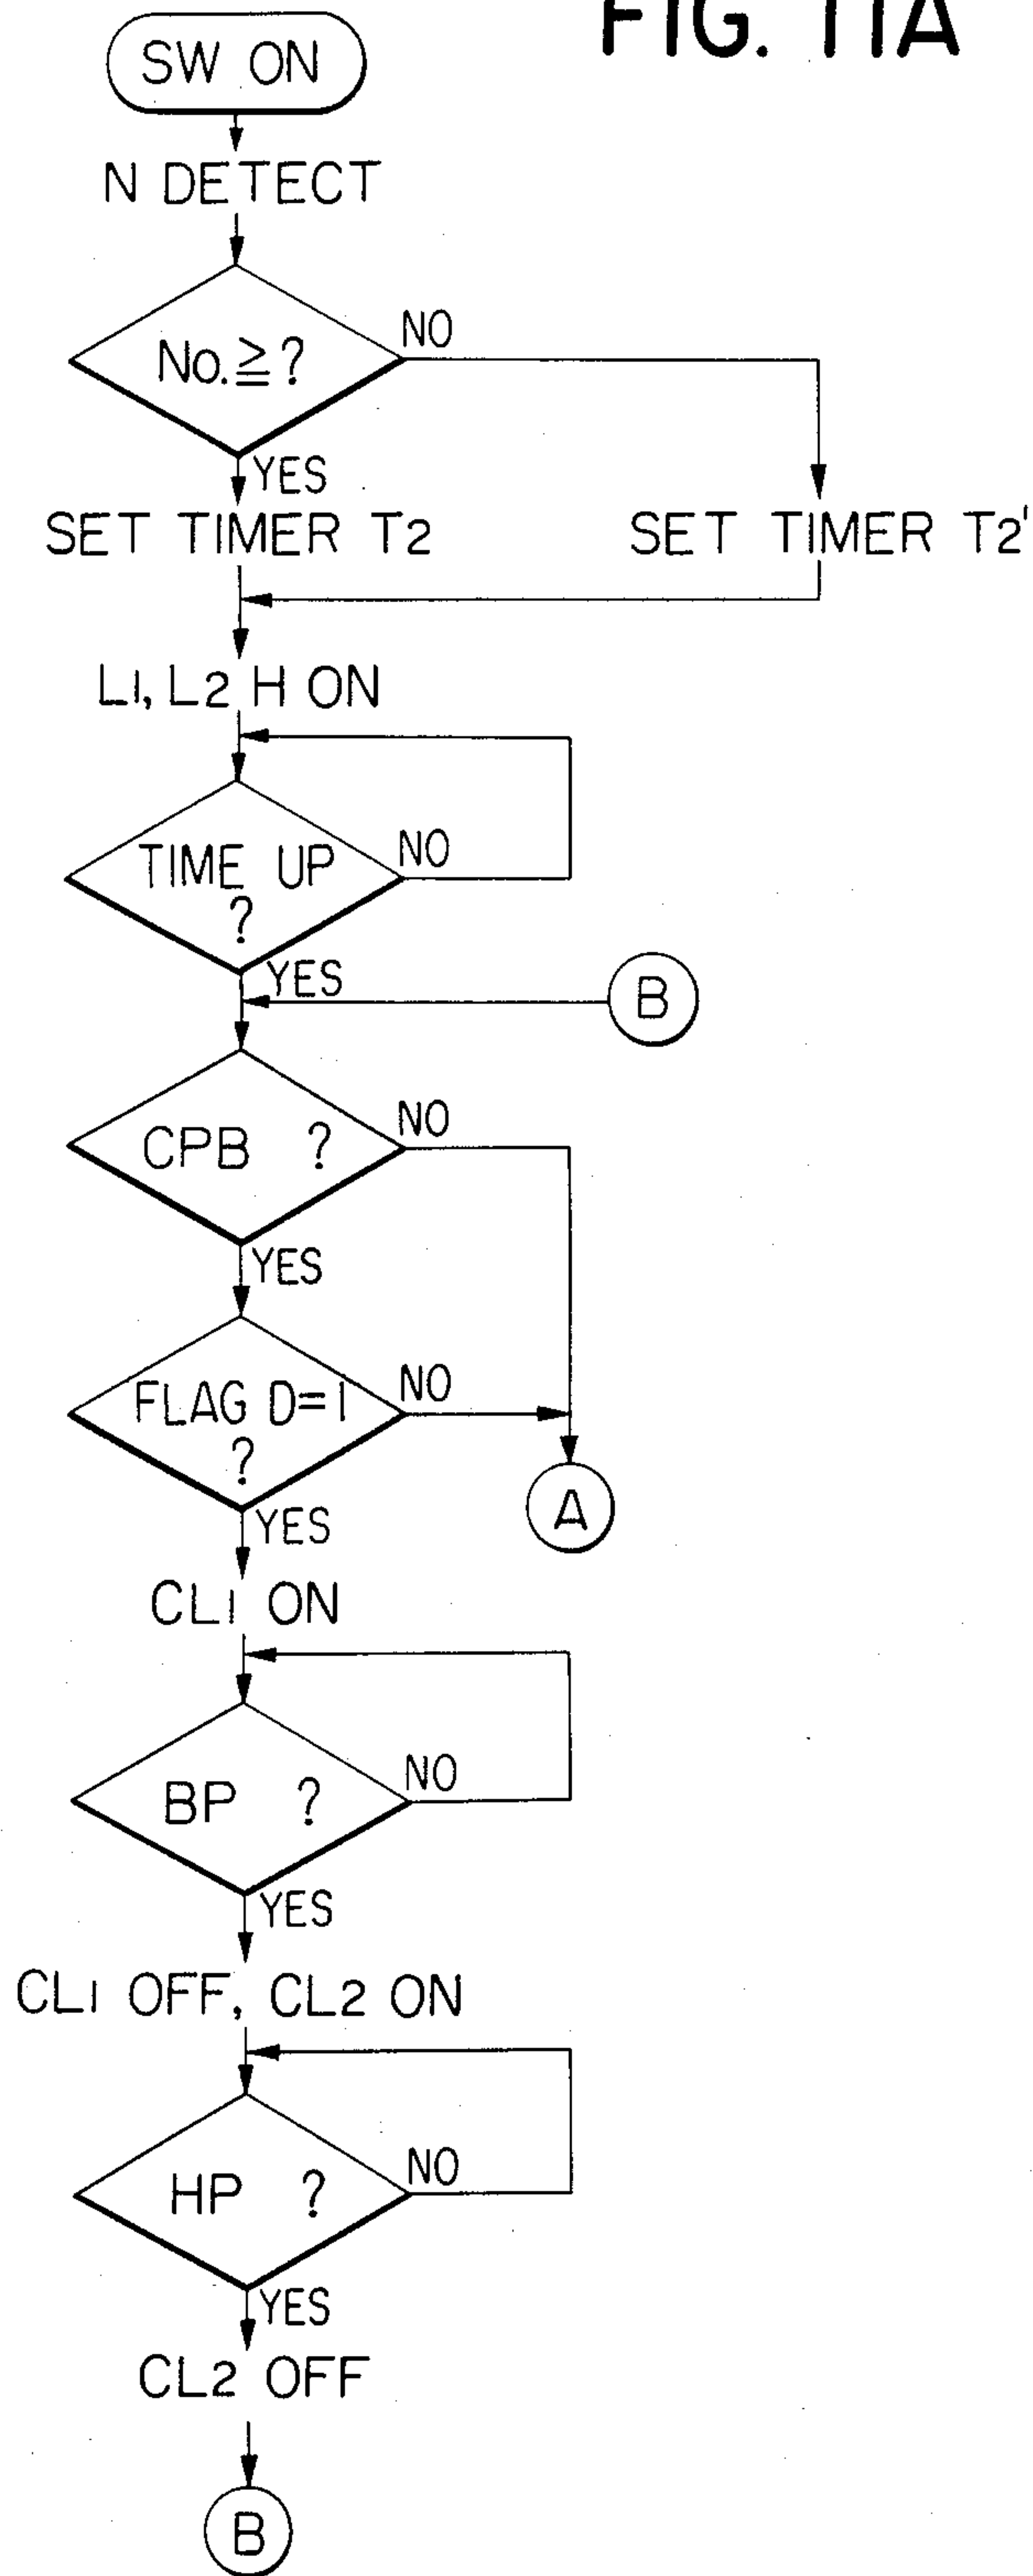 FIG. 11A
SW ON
N DETECT
No. ≧ ?
NO
YES
SET TIMER T2
SET TIMER T2'
L1, L2 H ON
TIME UP
?
NO
YES
B
CPB ?
NO
YES
FLAG D=1
?
NO
YES
A
CL1 ON
BP ?
NO
YES
CL1 OFF, CL2 ON
HP ?
NO
YES
CL2 OFF
B